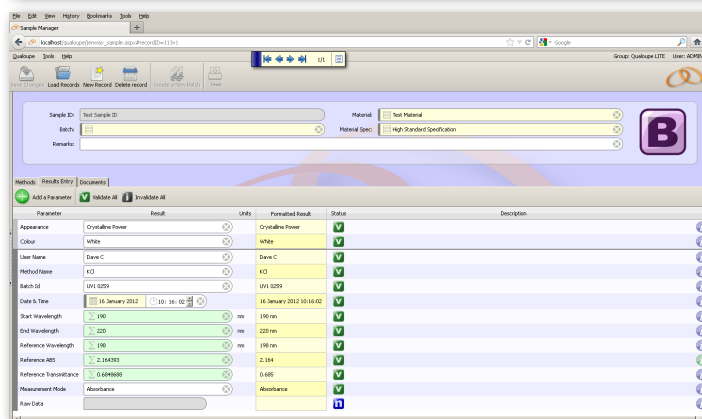 File Edit View History Bookmarks Tools Help
Sample Manager +
localhost/qualoupe/jenway_sample.aspx#recordID=113v1 Google
Qualoupe Tools Help 1/1 Group: Qualoupe LITE User: ADMIN
Save Changes Load Records New Record Delete record Create a New Batch Print
Sample ID: Test Sample ID Material: Test Material
Batch: Material Spec: High Standard Specification
Remarks:
B
Methods Results Entry Documents
Add a Parameter V Validate All I Invalidate All
Parameter Result Units Formatted Result Status Description
Appearance Crystalline Power Crystalline Power V
Colour White White V
User Name Dave C Dave C V
Method Name KCl KCl V
Batch Id UV1 0259 UV1 0259 V
Date & Time 16 January 2012 10: 16: 02 16 January 2012 10:16:02 V
Start Wavelength Σ 190 nm 190 nm V
End Wavelength Σ 220 nm 220 nm V
Reference Wavelength Σ 198 nm 198 nm V
Reference ABS Σ 2.164393 2.164 V
Reference Transmittance Σ 0.6848688 0.685 V
Measurement Mode Absorbance Absorbance V
Raw Data n